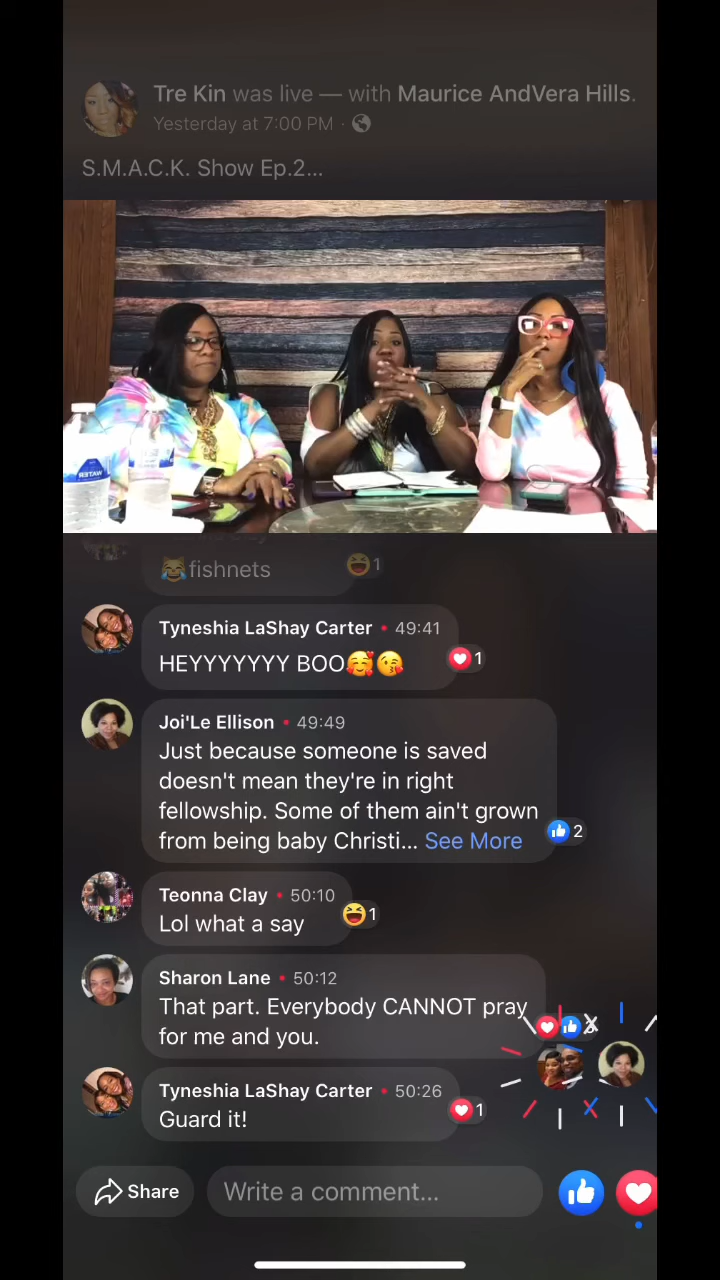 Tre Kin was live — with Maurice AndVera Hills.
Yesterday at 7:00 PM ·
S.M.A.C.K. Show Ep.2...
WATER
😹fishnets
😆1
Tyneshia LaShay Carter • 49:41
HEYYYYYYY BOO🥰😘
1
Joi'Le Ellison • 49:49
Just because someone is saved
doesn't mean they're in right
fellowship. Some of them ain't grown
from being baby Christi... See More
2
Teonna Clay • 50:10
Lol what a say
😆1
Sharon Lane • 50:12
That part. Everybody CANNOT pray
for me and you.
Tyneshia LaShay Carter • 50:26
Guard it!
1
Share
Write a comment...